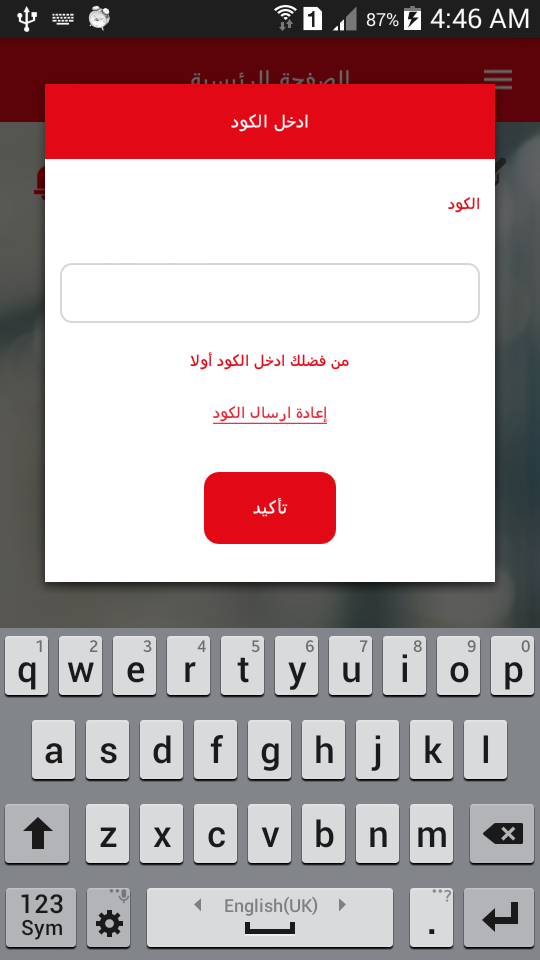 1 87% 4:46 AM
الصفحة الرئيسية
ادخل الكود
الكود
من فضلك ادخل الكود أولا
إعادة ارسال الكود
تأكيد
1 2 3 4 5 6 7 8 9 0
q w e r t y u i o p
a s d f g h j k l
z x c v b n m
123 Sym English(UK) . ?